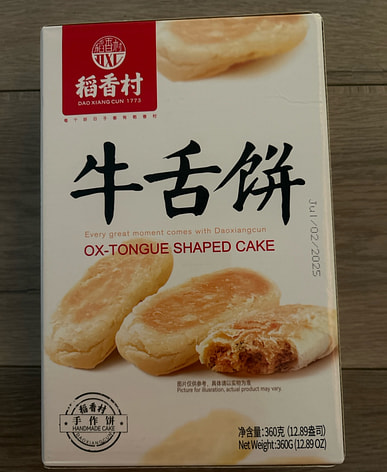 稻香村
DXC
稻香村
DAO XIANG CUN 1773
牛舌饼
Every great moment comes with Daoxiangcun
OX-TONGUE SHAPED CAKE
Jul/02/2025
图片仅供参考，具体请以实物为准
Picture for illustration, actual product may vary.
稻香村
手作饼
HANDMADE CAKE
DAOXIANGCUN
净含量: 360克 (12.89盎司)
Net Weight: 360G (12.89 OZ)